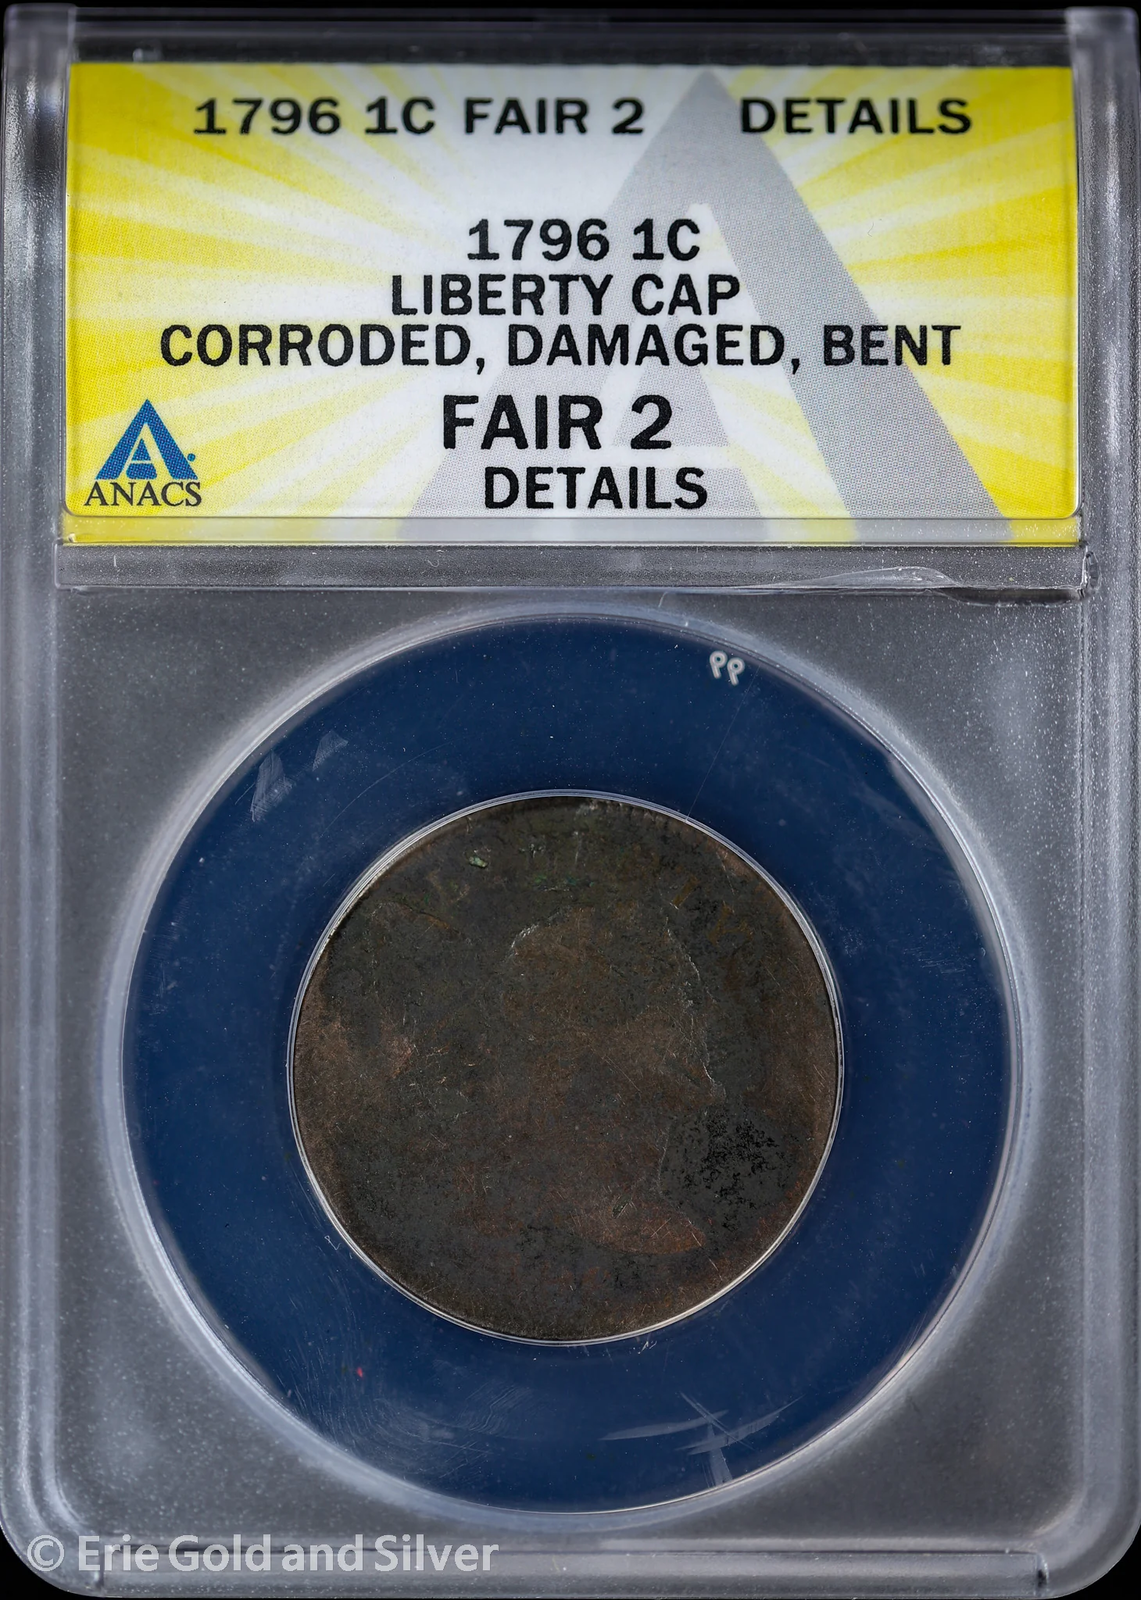 1796 1C FAIR 2 DETAILS
1796 1C
LIBERTY CAP
CORRODED, DAMAGED, BENT
FAIR 2
DETAILS
ANACS
© Erie Gold and Silver